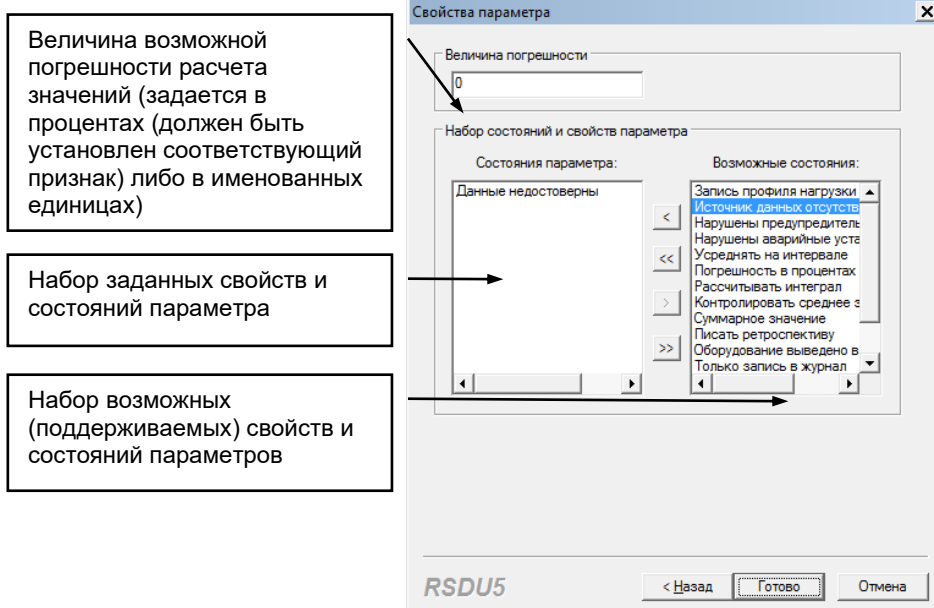 Величина возможной
погрешности расчета
значений (задается в
процентах (должен быть
установлен соответствующий
признак) либо в именованных
единицах)
Набор заданных свойств и
состояний параметра
Набор возможных
(поддерживаемых) свойств и
состояний параметров
Свойства параметра
Величина погрешности
0
Набор состояний и свойств параметра
Состояния параметра:
Данные недостоверны
<
<<
>
>>
Возможные состояния:
Запись профиля нагрузки
Источник данных отсутств
Нарушены предупредитель
Нарушены аварийные уста
Усреднять на интервале
Погрешность в процентах
Рассчитывать интеграл
Контролировать среднее з
Суммарное значение
Писать ретроспективу
Оборудование выведено в
Только запись в журнал
RSDU5
< Назад
Готово
Отмена